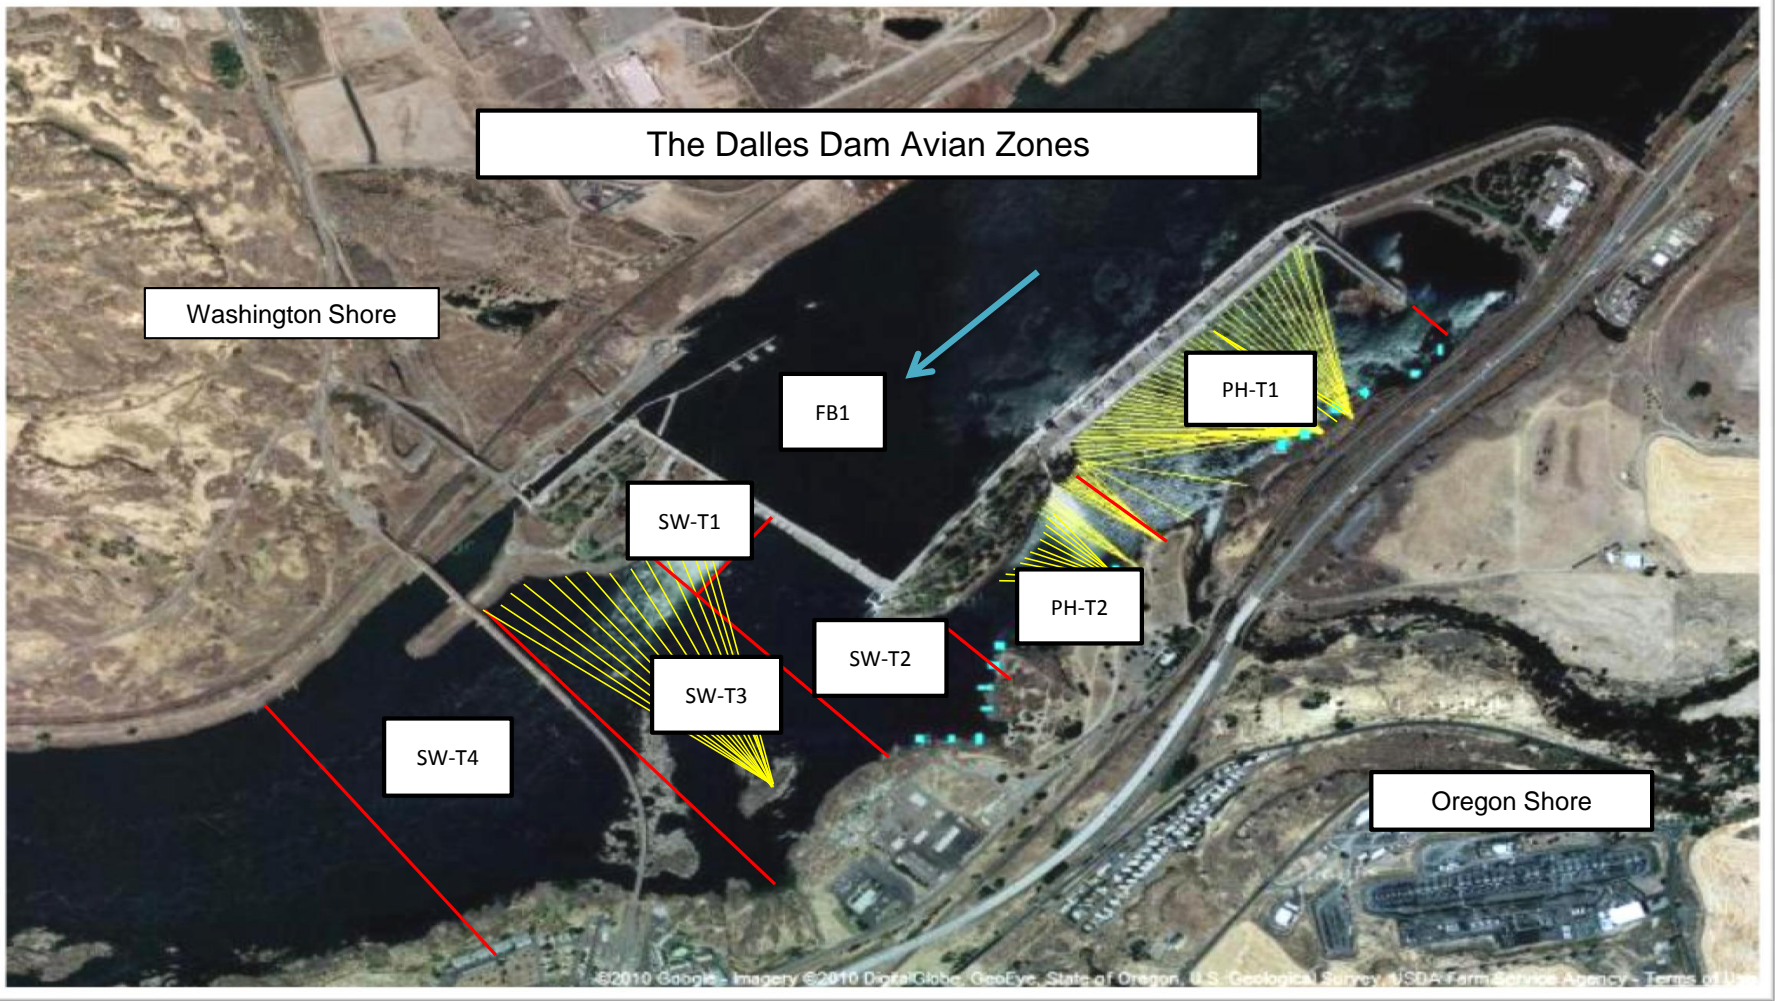 The Dalles Dam Avian Zones
Washington Shore
PH-T1
FB1
SW-T1
PH-T2
SW-T2
SW-T3
SW-T4
Oregon Shore
©2010 Google - Imagery ©2010 DigitalGlobe, GeoEye, State of Oregon, U.S. Geological Survey, USDA Farm Service Agency - Terms of Use